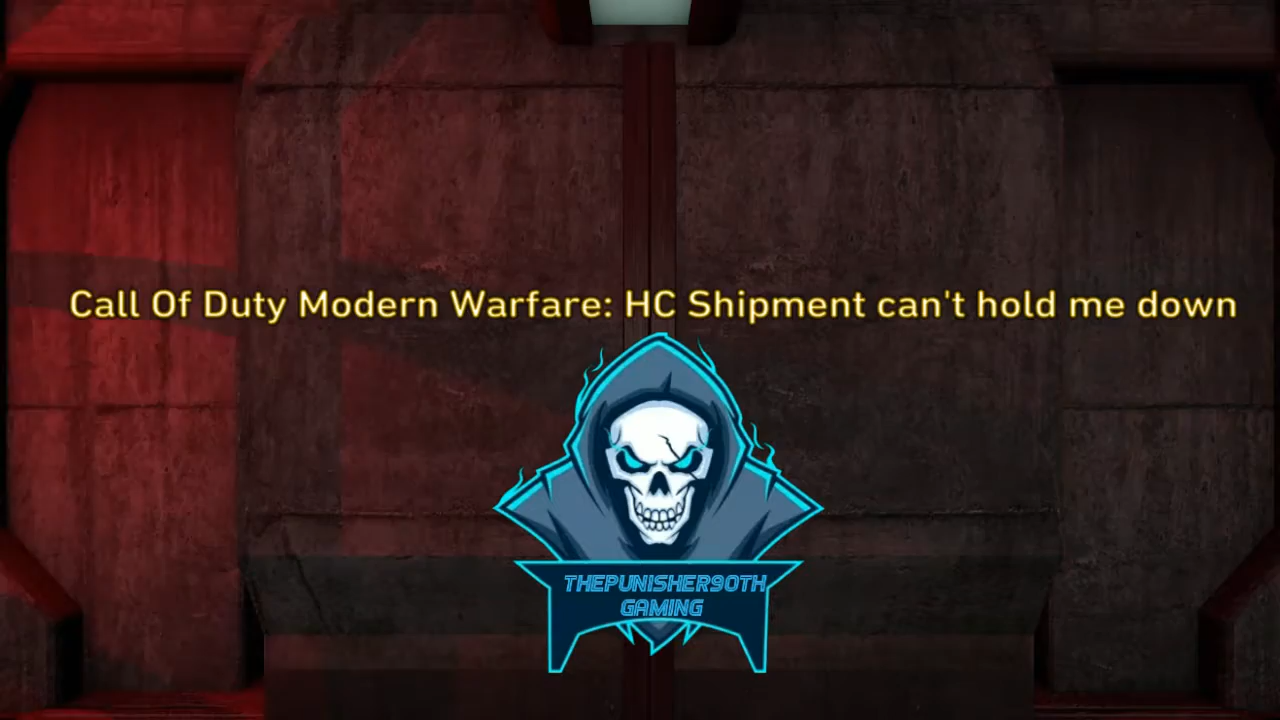 Call Of Duty Modern Warfare: HC Shipment can't hold me down
THEPUNISHER90TH
GAMING